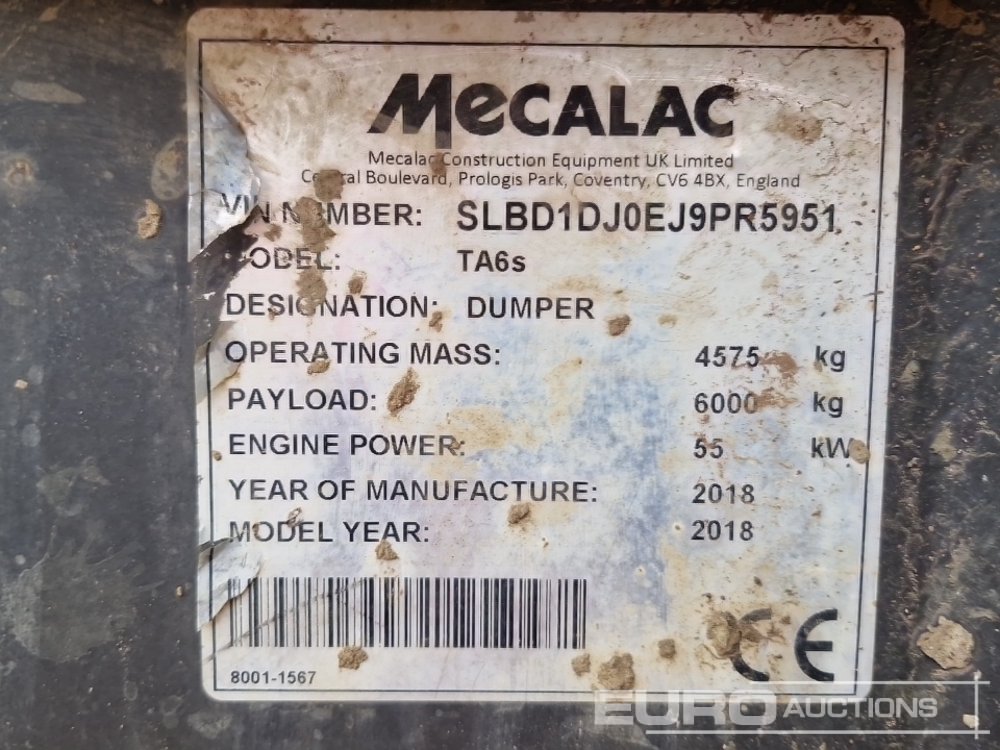 MECALAC
Mecalac Construction Equipment UK Limited
Central Boulevard, Prologis Park, Coventry, CV6 4BX, England
VIN NUMBER: SLBD1DJ0EJ9PR5951
MODEL: TA6s
DESIGNATION: DUMPER
OPERATING MASS: 4575 kg
PAYLOAD: 6000 kg
ENGINE POWER: 55 kW
YEAR OF MANUFACTURE: 2018
MODEL YEAR: 2018
8001-1567
CE
EURO AUCTIONS